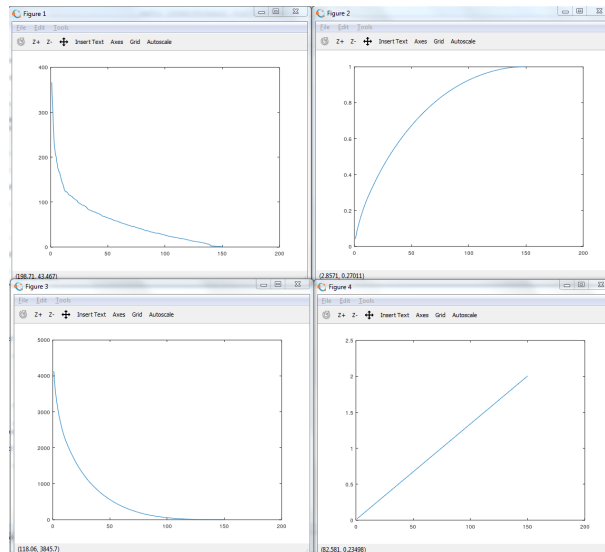 Figure 1
File Edit Tools
Z+ Z- Insert Text Axes Grid Autoscale
400
300
200
100
0
0 50 100 150 200
(198.71, 43.467)
Figure 2
File Edit Tools
Z+ Z- Insert Text Axes Grid Autoscale
1
0.8
0.6
0.4
0.2
0
0 50 100 150 200
(2.8571, 0.27011)
Figure 3
File Edit Tools
Z+ Z- Insert Text Axes Grid Autoscale
5000
4000
3000
2000
1000
0
0 50 100 150 200
(118.06, 3845.7)
Figure 4
File Edit Tools
Z+ Z- Insert Text Axes Grid Autoscale
2.5
2
1.5
1
0.5
0
0 50 100 150 200
(82.581, 0.23498)